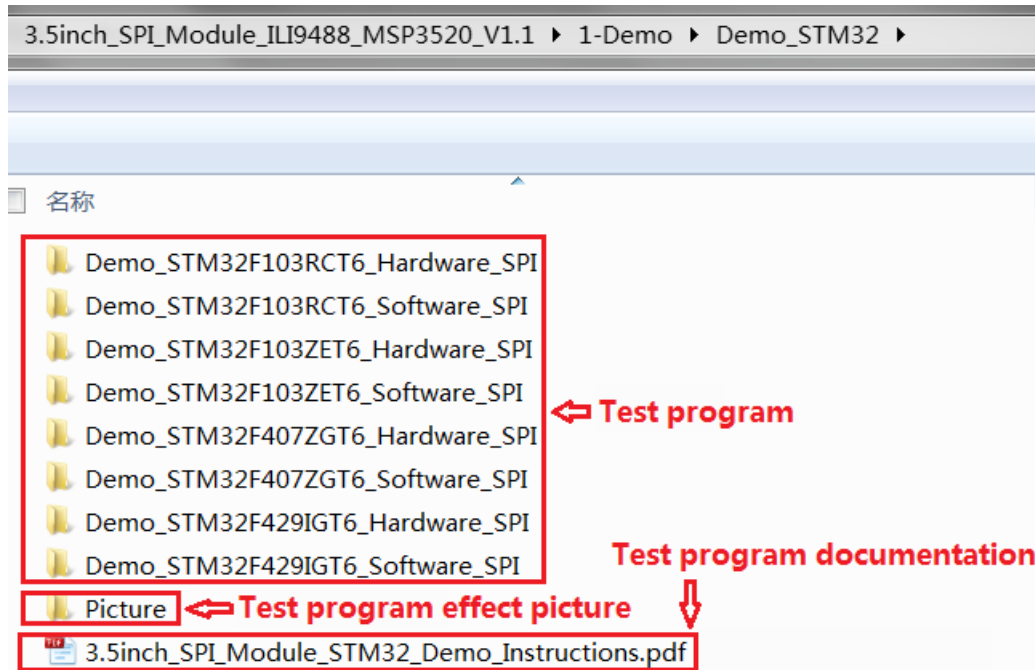 3.5inch_SPI_Module_ILI9488_MSP3520_V1.1 ▸ 1-Demo ▸ Demo_STM32 ▸
名称
Demo_STM32F103RCT6_Hardware_SPI
Demo_STM32F103RCT6_Software_SPI
Demo_STM32F103ZET6_Hardware_SPI
Demo_STM32F103ZET6_Software_SPI
Test program
Demo_STM32F407ZGT6_Hardware_SPI
Demo_STM32F407ZGT6_Software_SPI
Demo_STM32F429IGT6_Hardware_SPI
Demo_STM32F429IGT6_Software_SPI
Test program documentation
Picture Test program effect picture
3.5inch_SPI_Module_STM32_Demo_Instructions.pdf